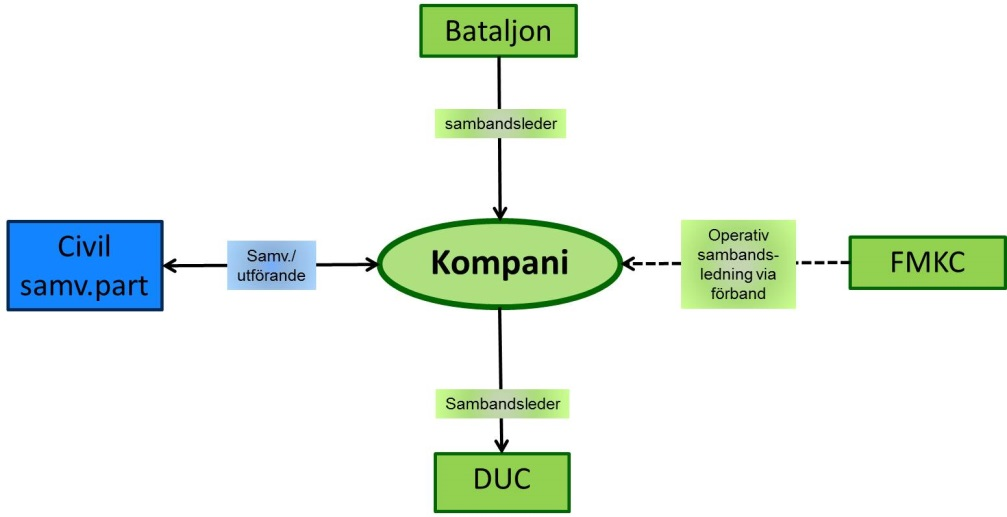 Bataljon
sambandsleder
Civil
samv.part
Samv./
utförande
Kompani
Operativ
sambands-
ledning via
förband
FMKC
Sambandsleder
DUC